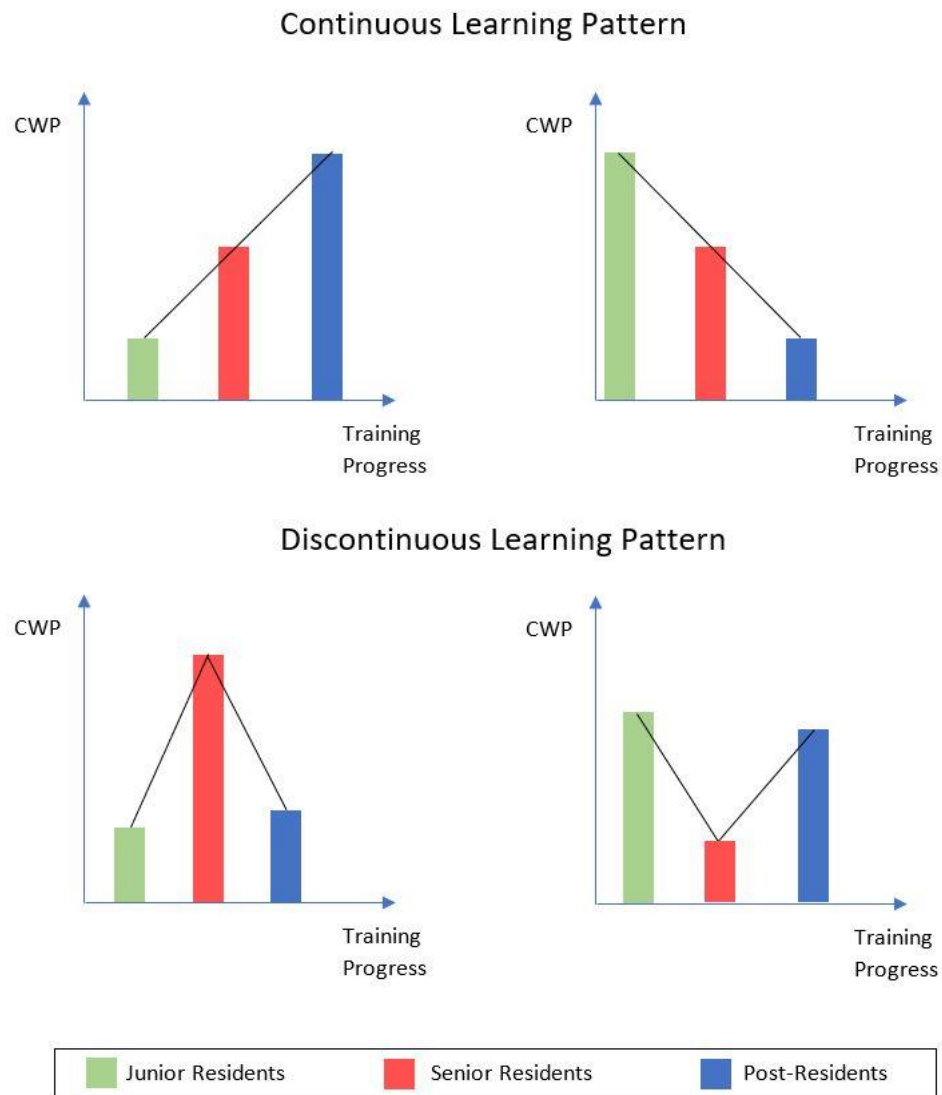 Continuous Learning Pattern
CWP
Training
Progress
CWP
Training
Progress
Discontinuous Learning Pattern
CWP
Training
Progress
CWP
Training
Progress
Junior Residents Senior Residents Post-Residents